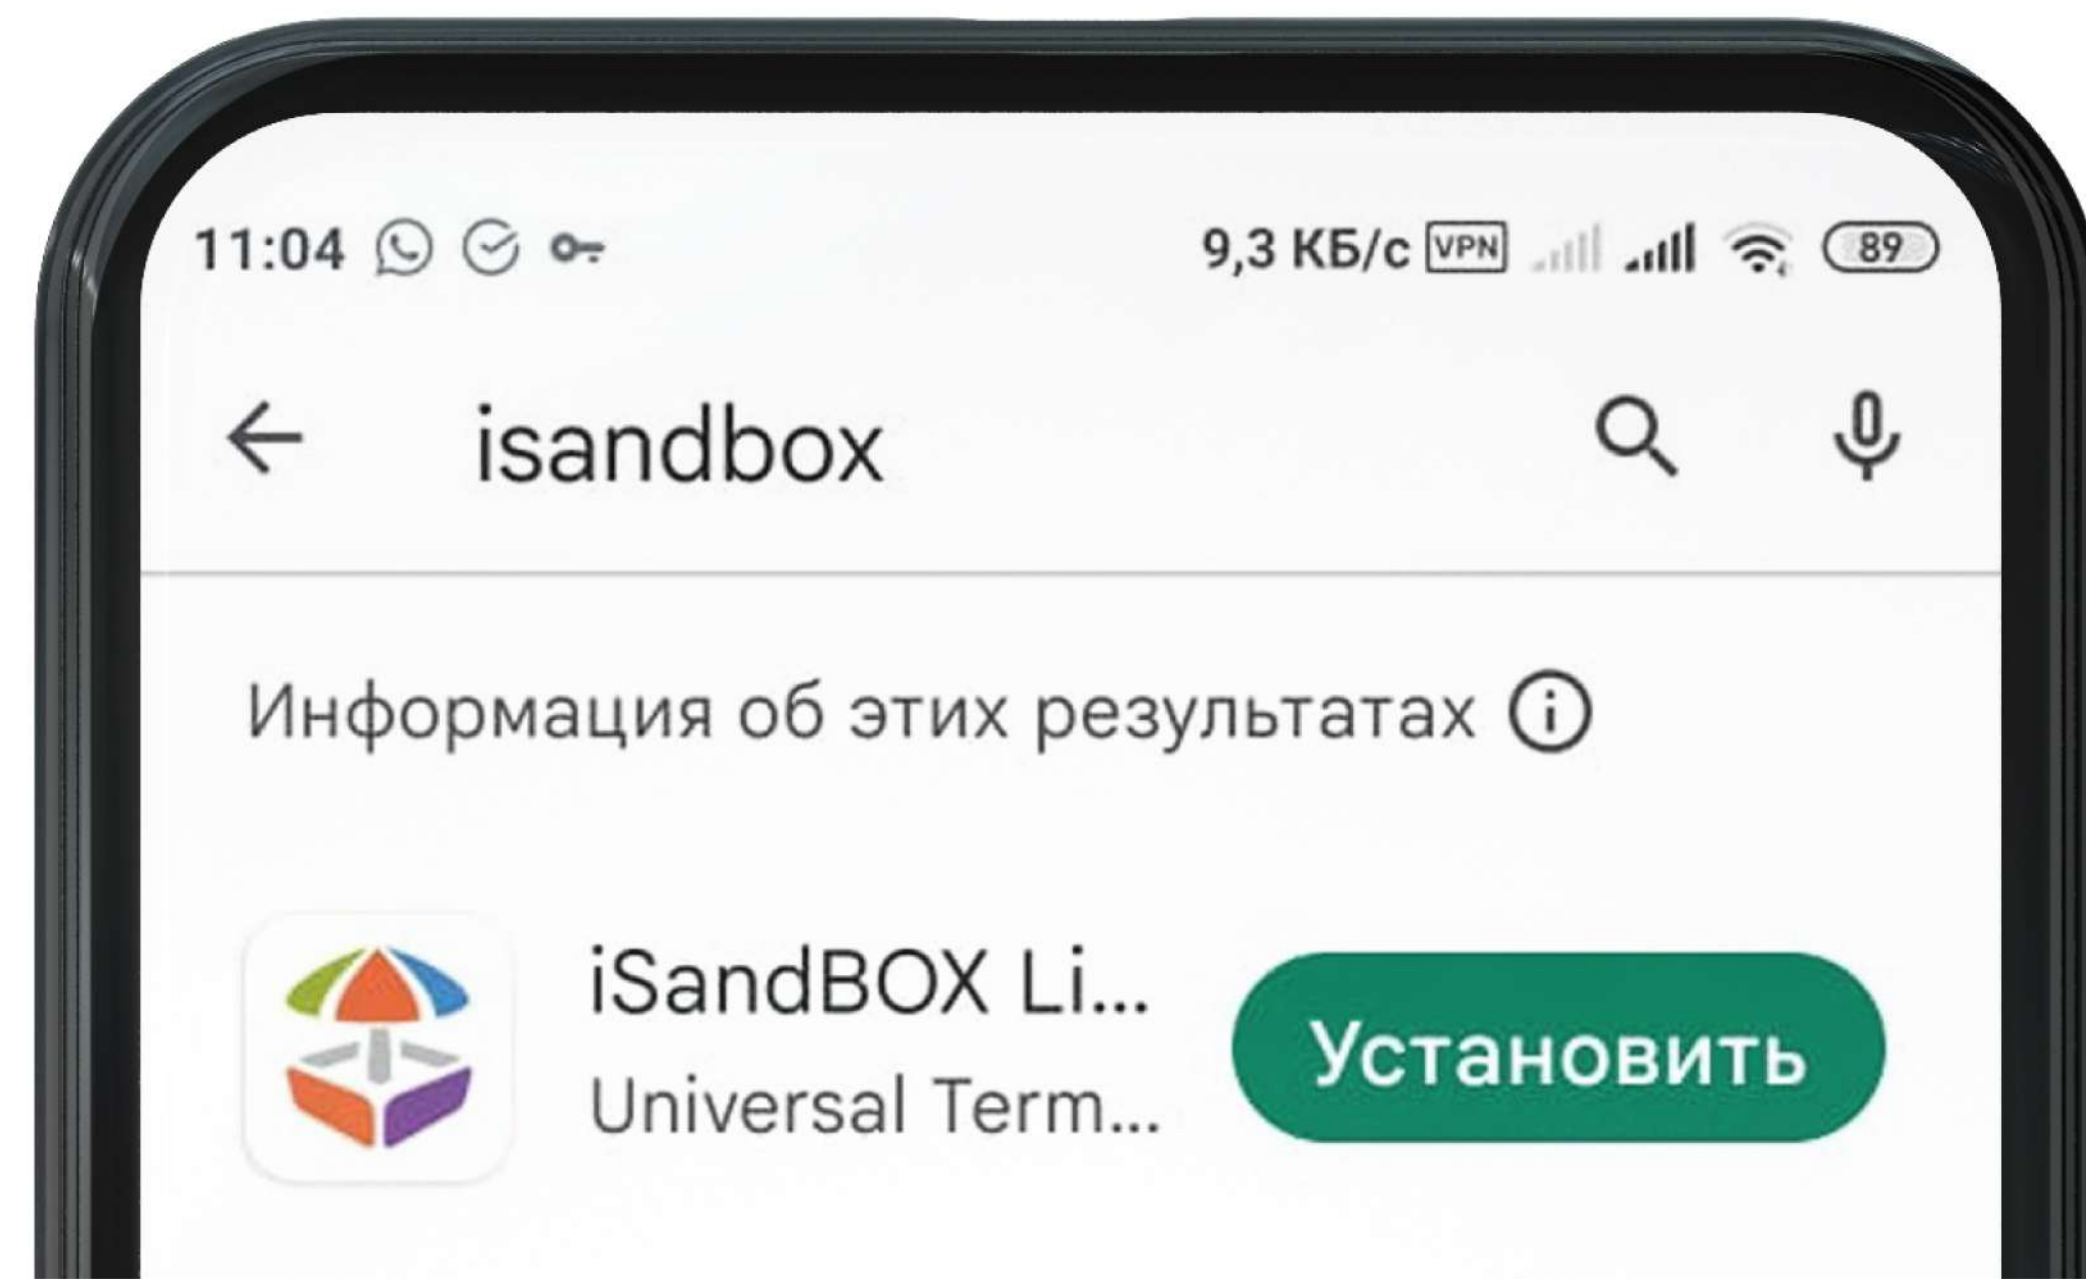 11:04 9,3 КБ/с VPN 89
isandbox
Информация об этих результатах
iSandBOX Li...
Universal Term...
Установить